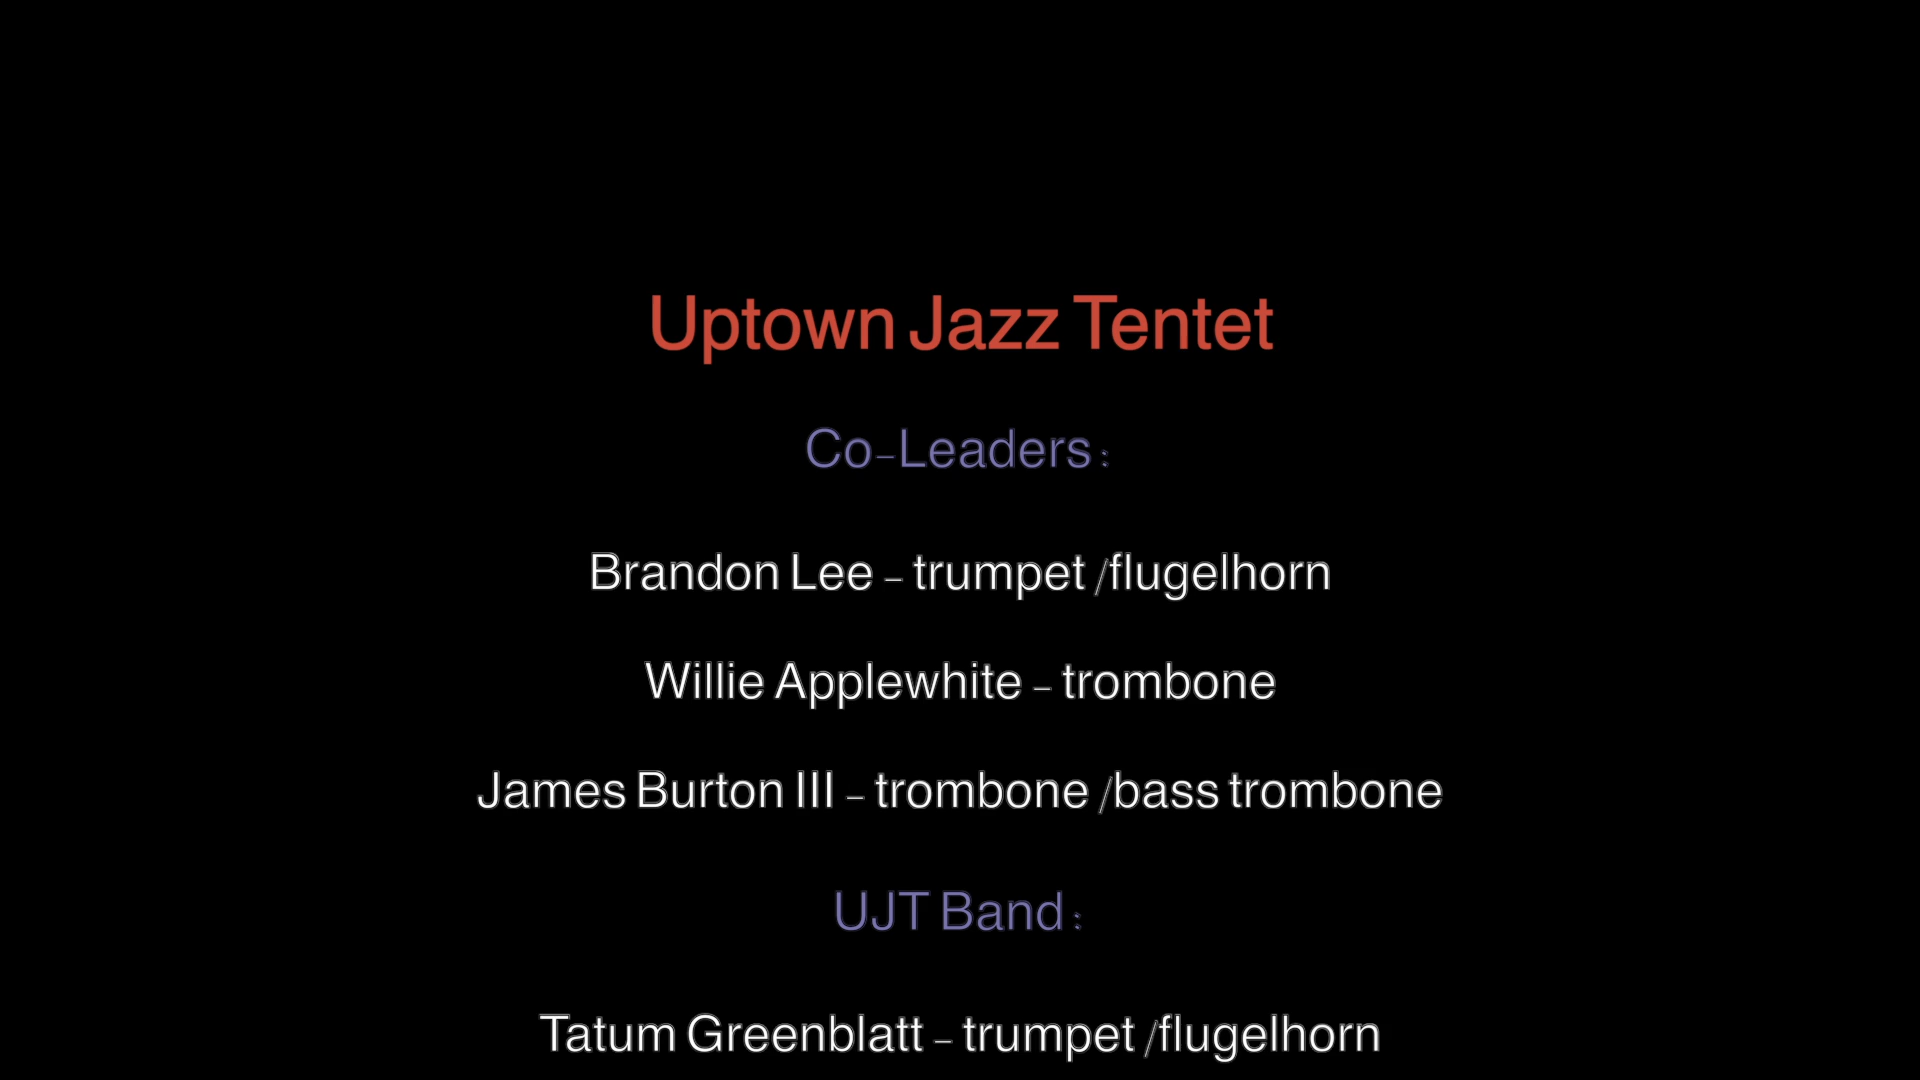 Uptown Jazz Tentet
Co-Leaders:
Brandon Lee - trumpet/flugelhorn
Willie Applewhite - trombone
James Burton III - trombone/bass trombone
UJT Band:
Tatum Greenblatt - trumpet/flugelhorn